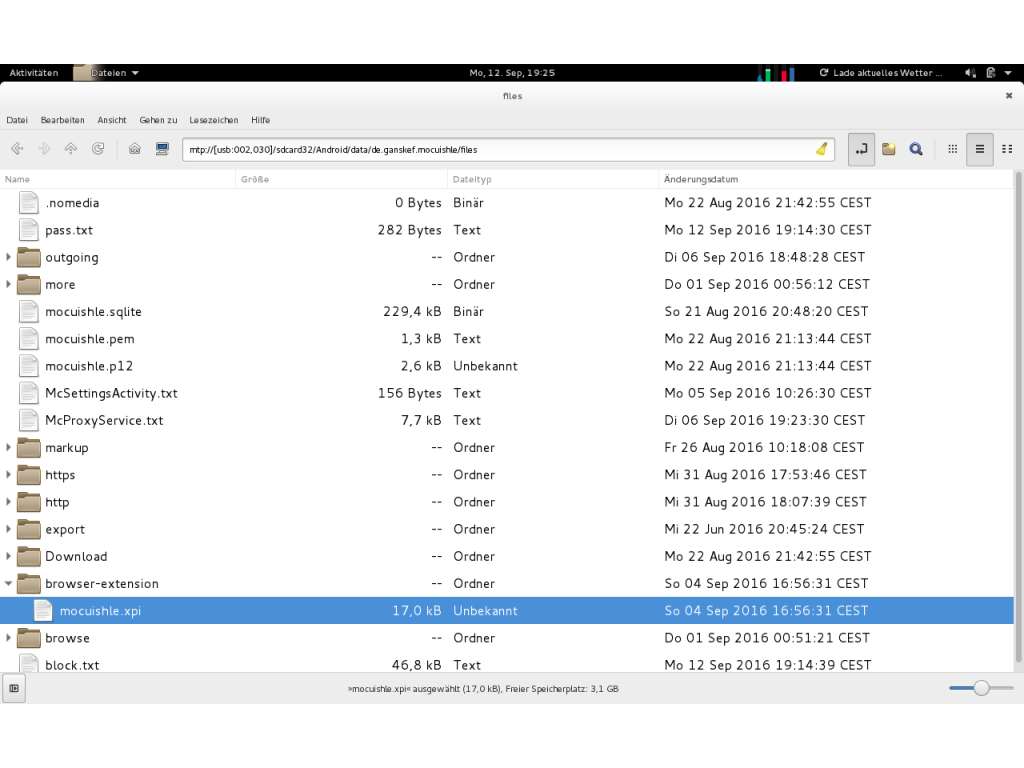 Aktivitäten Dateien Mo, 12. Sep, 19:25 Lade aktuelles Wetter ...
files
Datei Bearbeiten Ansicht Gehen zu Lesezeichen Hilfe
mtp://[usb:002,030]/sdcard32/Android/data/de.ganskef.mocuishle/files
Name Größe Dateityp Änderungsdatum
.nomedia 0 Bytes Binär Mo 22 Aug 2016 21:42:55 CEST
pass.txt 282 Bytes Text Mo 12 Sep 2016 19:14:30 CEST
outgoing -- Ordner Di 06 Sep 2016 18:48:28 CEST
more -- Ordner Do 01 Sep 2016 00:56:12 CEST
mocuishle.sqlite 229,4 kB Binär So 21 Aug 2016 20:48:20 CEST
mocuishle.pem 1,3 kB Text Mo 22 Aug 2016 21:13:44 CEST
mocuishle.p12 2,6 kB Unbekannt Mo 22 Aug 2016 21:13:44 CEST
McSettingsActivity.txt 156 Bytes Text Mo 05 Sep 2016 10:26:30 CEST
McProxyService.txt 7,7 kB Text Di 06 Sep 2016 19:23:30 CEST
markup -- Ordner Fr 26 Aug 2016 10:18:08 CEST
https -- Ordner Mi 31 Aug 2016 17:53:46 CEST
http -- Ordner Mi 31 Aug 2016 18:07:39 CEST
export -- Ordner Mi 22 Jun 2016 20:45:24 CEST
Download -- Ordner Mo 22 Aug 2016 21:42:55 CEST
browser-extension -- Ordner So 04 Sep 2016 16:56:31 CEST
mocuishle.xpi 17,0 kB Unbekannt So 04 Sep 2016 16:56:31 CEST
browse -- Ordner Do 01 Sep 2016 00:51:21 CEST
block.txt 46,8 kB Text Mo 12 Sep 2016 19:14:39 CEST
»mocuishle.xpi« ausgewählt (17,0 kB), Freier Speicherplatz: 3,1 GB